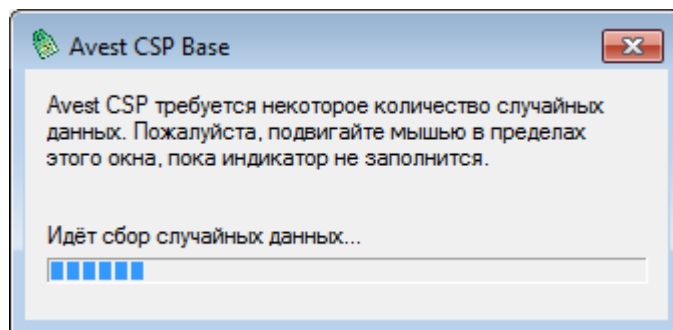 Avest CSP Base
Avest CSP требуется некоторое количество случайных
данных. Пожалуйста, подвигайте мышью в пределах
этого окна, пока индикатор не заполнится.
Идёт сбор случайных данных...